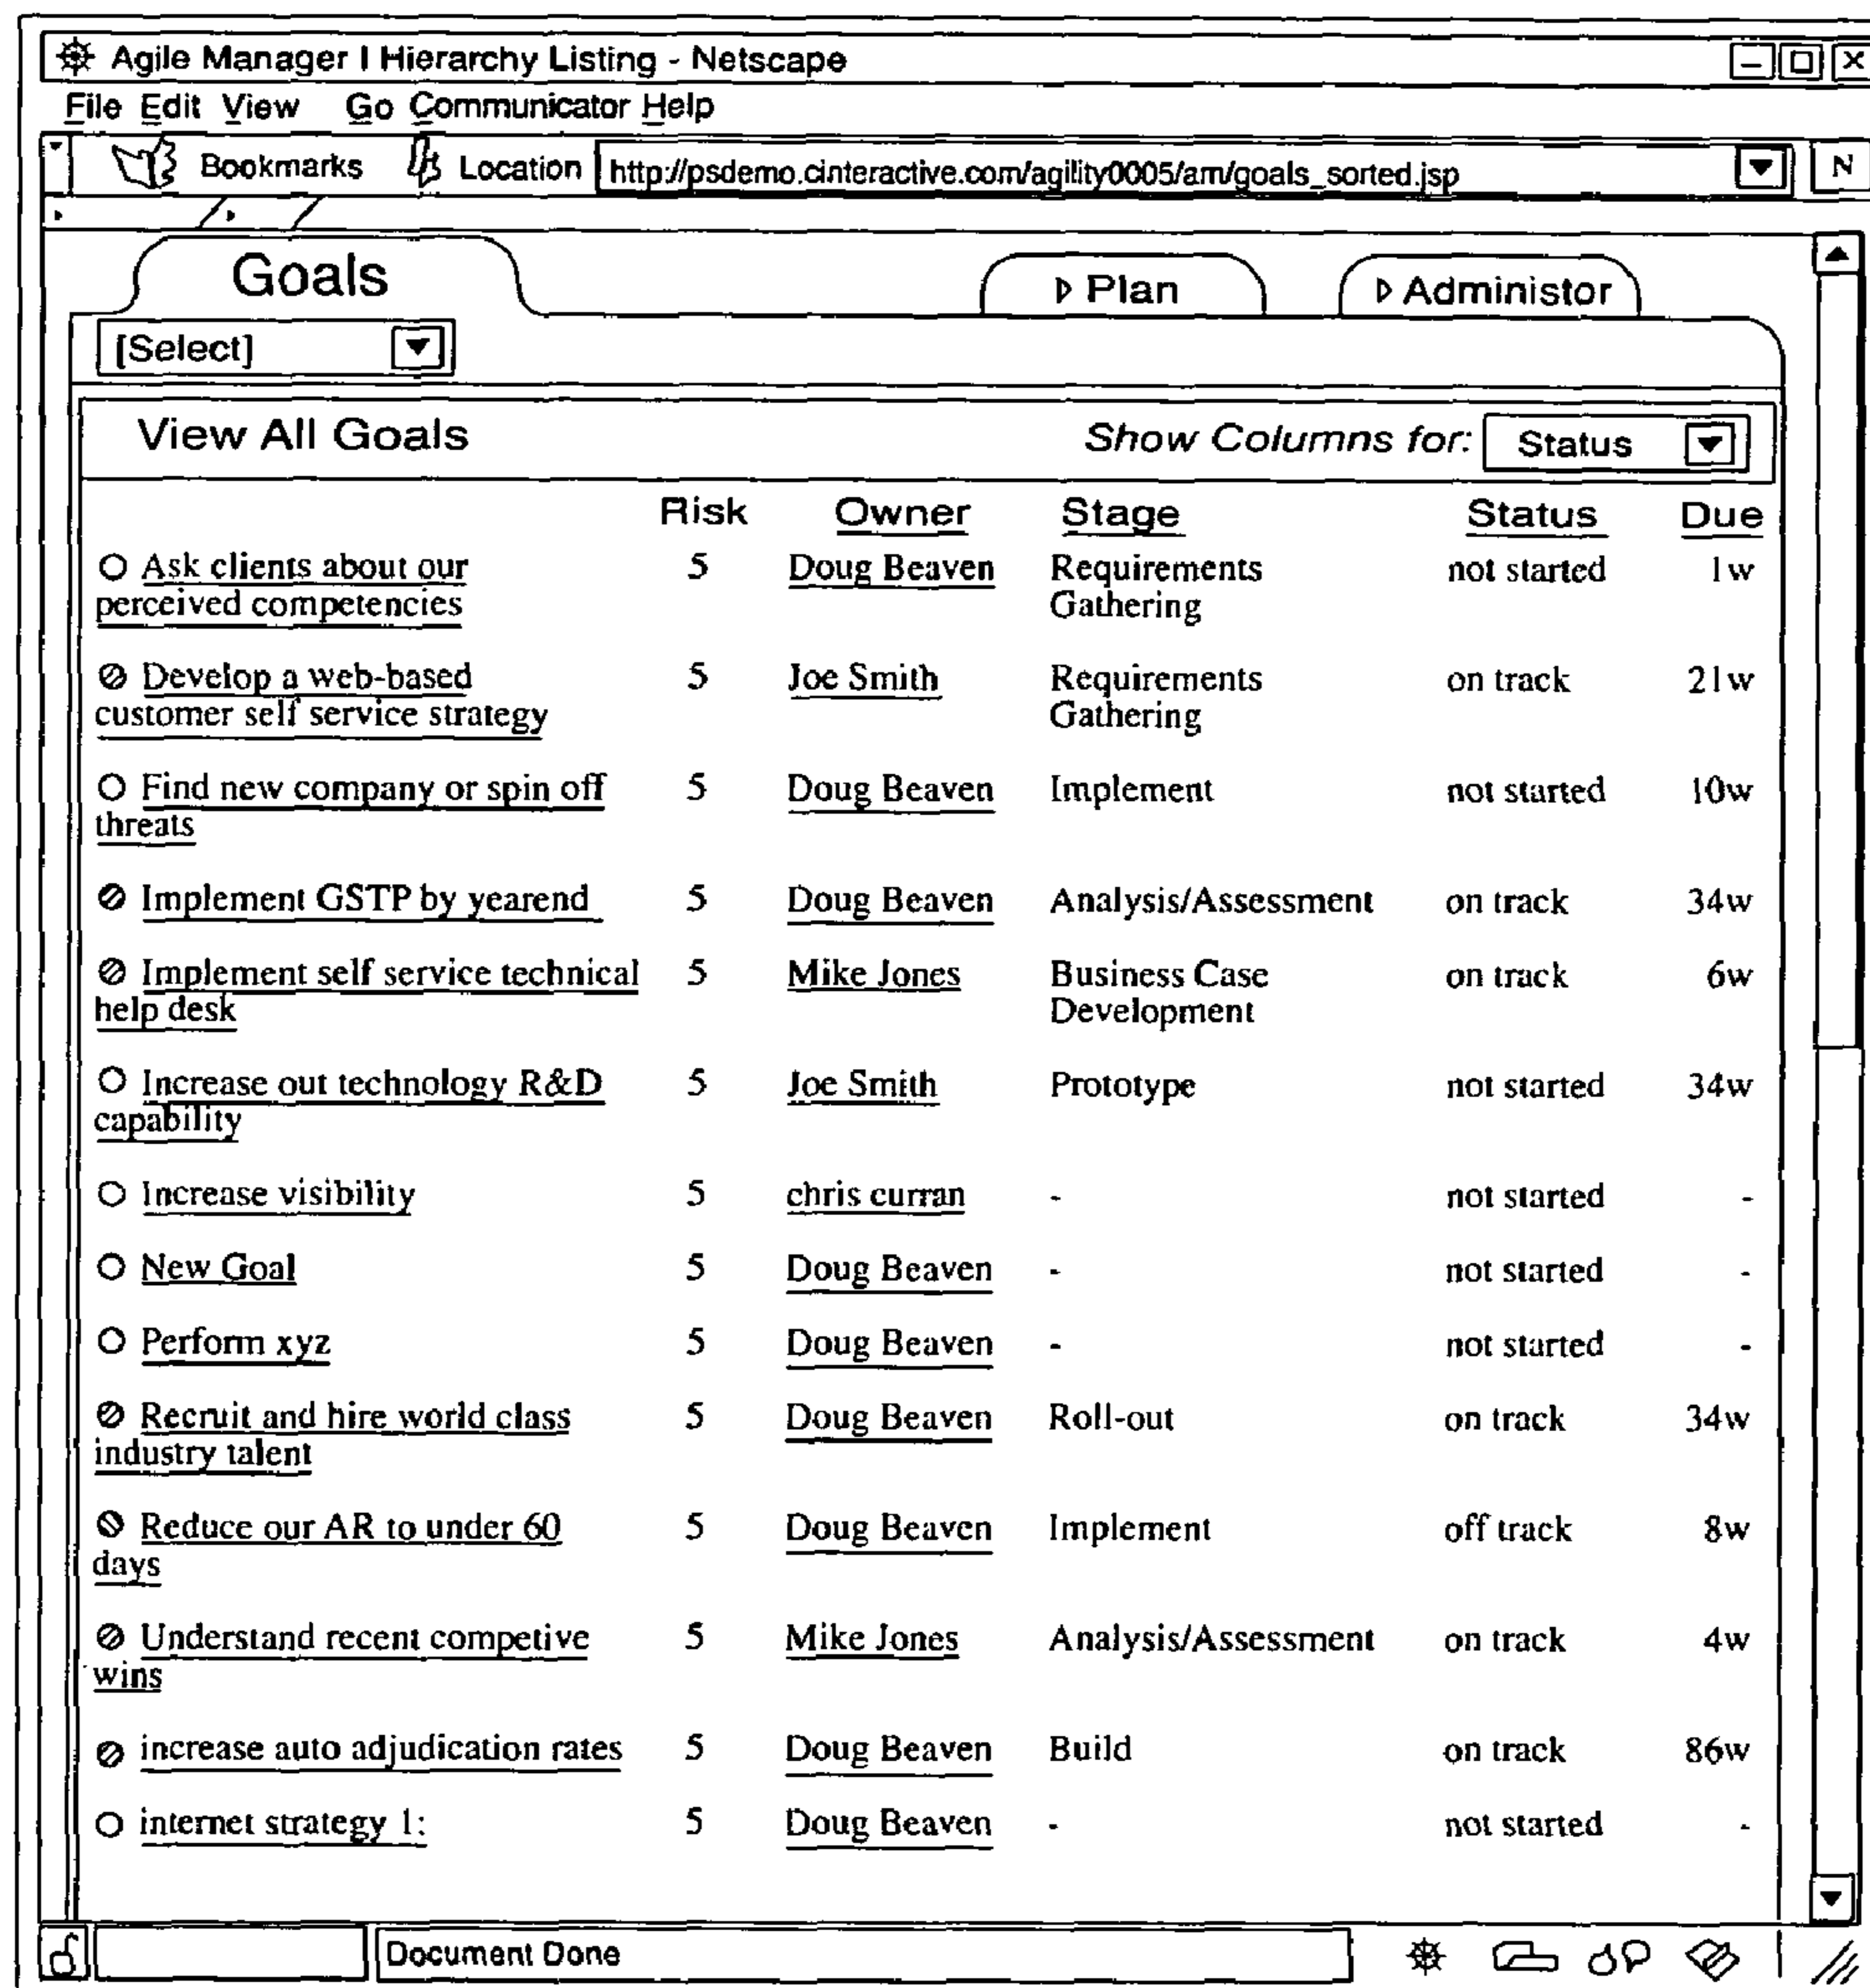 Agile Manager I Hierarchy Listing - Netscape
File Edit View Go Communicator Help
Bookmarks Location http://psdemo.cinteractive.com/agility0005/am/goals_sorted.jsp N
Goals Plan Administor
[Select]
View All Goals Show Columns for: Status
Risk Owner Stage Status Due
Ask clients about our 5 Doug Beaven Requirements not started 1w
perceived competencies Gathering
Develop a web-based 5 Joe Smith Requirements on track 21w
customer self service strategy Gathering
Find new company or spin off 5 Doug Beaven Implement not started 10w
threats
Implement GSTP by yearend 5 Doug Beaven Analysis/Assessment on track 34w
Implement self service technical 5 Mike Jones Business Case on track 6w
help desk Development
Increase out technology R&D 5 Joe Smith Prototype not started 34w
capability
Increase visibility 5 chris curran - not started -
New Goal 5 Doug Beaven - not started -
Perform xyz 5 Doug Beaven - not started -
Recruit and hire world class 5 Doug Beaven Roll-out on track 34w
industry talent
Reduce our AR to under 60 5 Doug Beaven Implement off track 8w
days
Understand recent competive 5 Mike Jones Analysis/Assessment on track 4w
wins
increase auto adjudication rates 5 Doug Beaven Build on track 86w
internet strategy 1: 5 Doug Beaven - not started -
Document Done